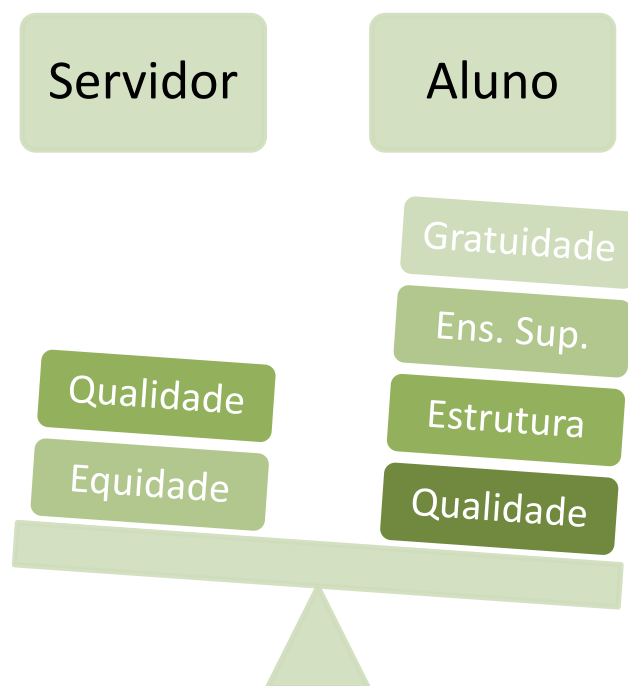 Servidor
Aluno
Gratuidade
Ens. Sup.
Qualidade
Estrutura
Equidade
Qualidade